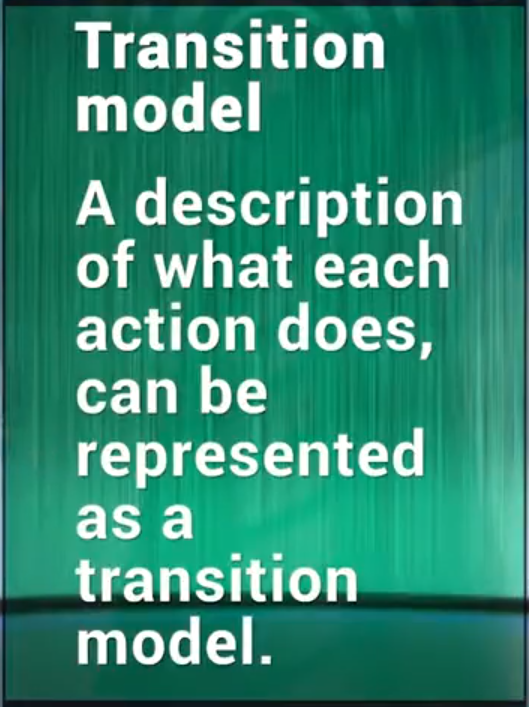 Transition
model
A description
of what each
action does,
can be
represented
as a
transition
model.